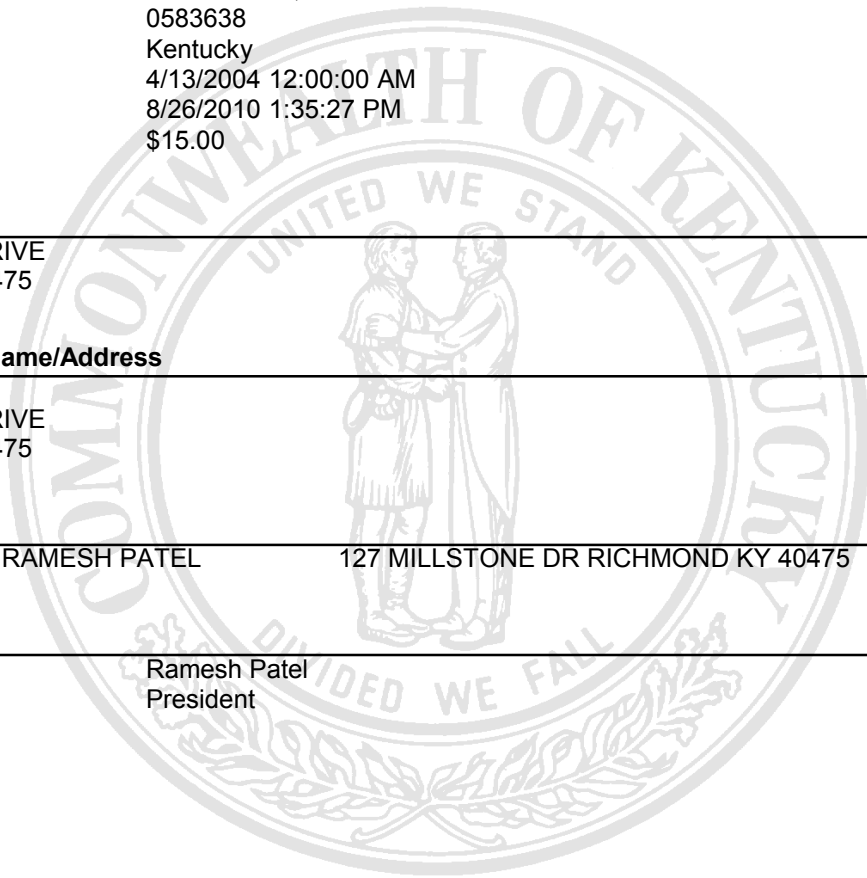 0583638
Kentucky
4/13/2004 12:00:00 AM
8/26/2010 1:35:27 PM
$15.00
COMMONWEALTH OF KENTUCKY
UNITED WE STAND
RIVE
475
ame/Address
RIVE
475
RAMESH PATEL 127 MILLSTONE DR RICHMOND KY 40475
Ramesh Patel
President
DIVIDED WE FALL